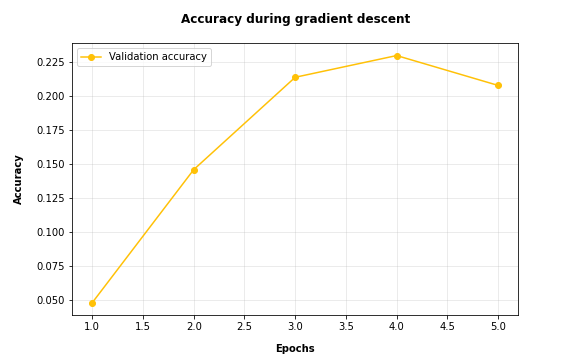 Accuracy during gradient descent
Validation accuracy
0.225
0.200
0.175
0.150
0.125
0.100
0.075
0.050
Accuracy
1.0 1.5 2.0 2.5 3.0 3.5 4.0 4.5 5.0
Epochs